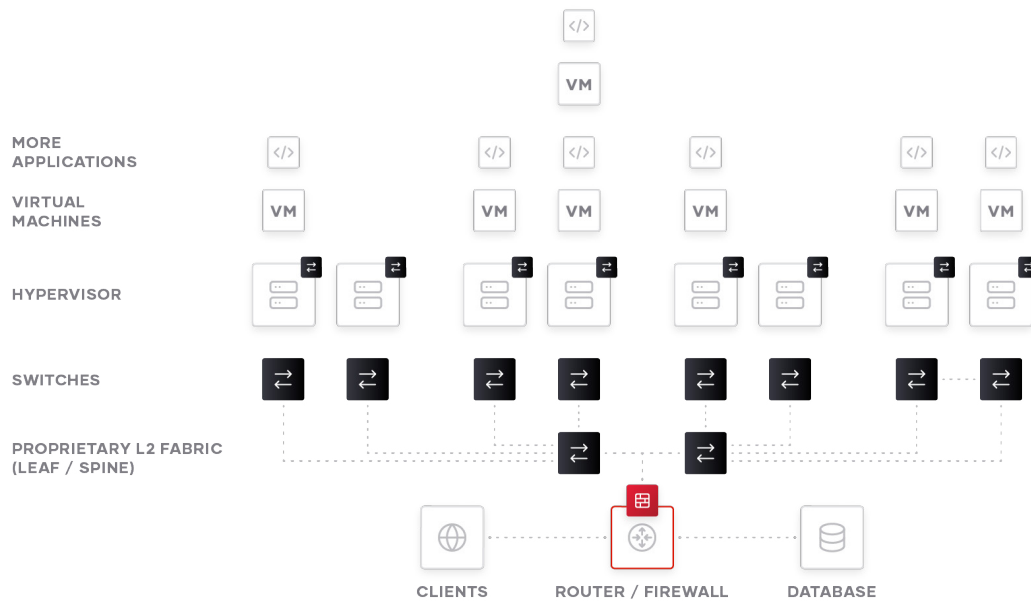 </>
VM
MORE
APPLICATIONS
</> </> </> </> </> </>
VIRTUAL
MACHINES
VM VM VM VM VM VM
HYPERVISOR
SWITCHES
PROPRIETARY L2 FABRIC
(LEAF / SPINE)
CLIENTS ROUTER / FIREWALL DATABASE